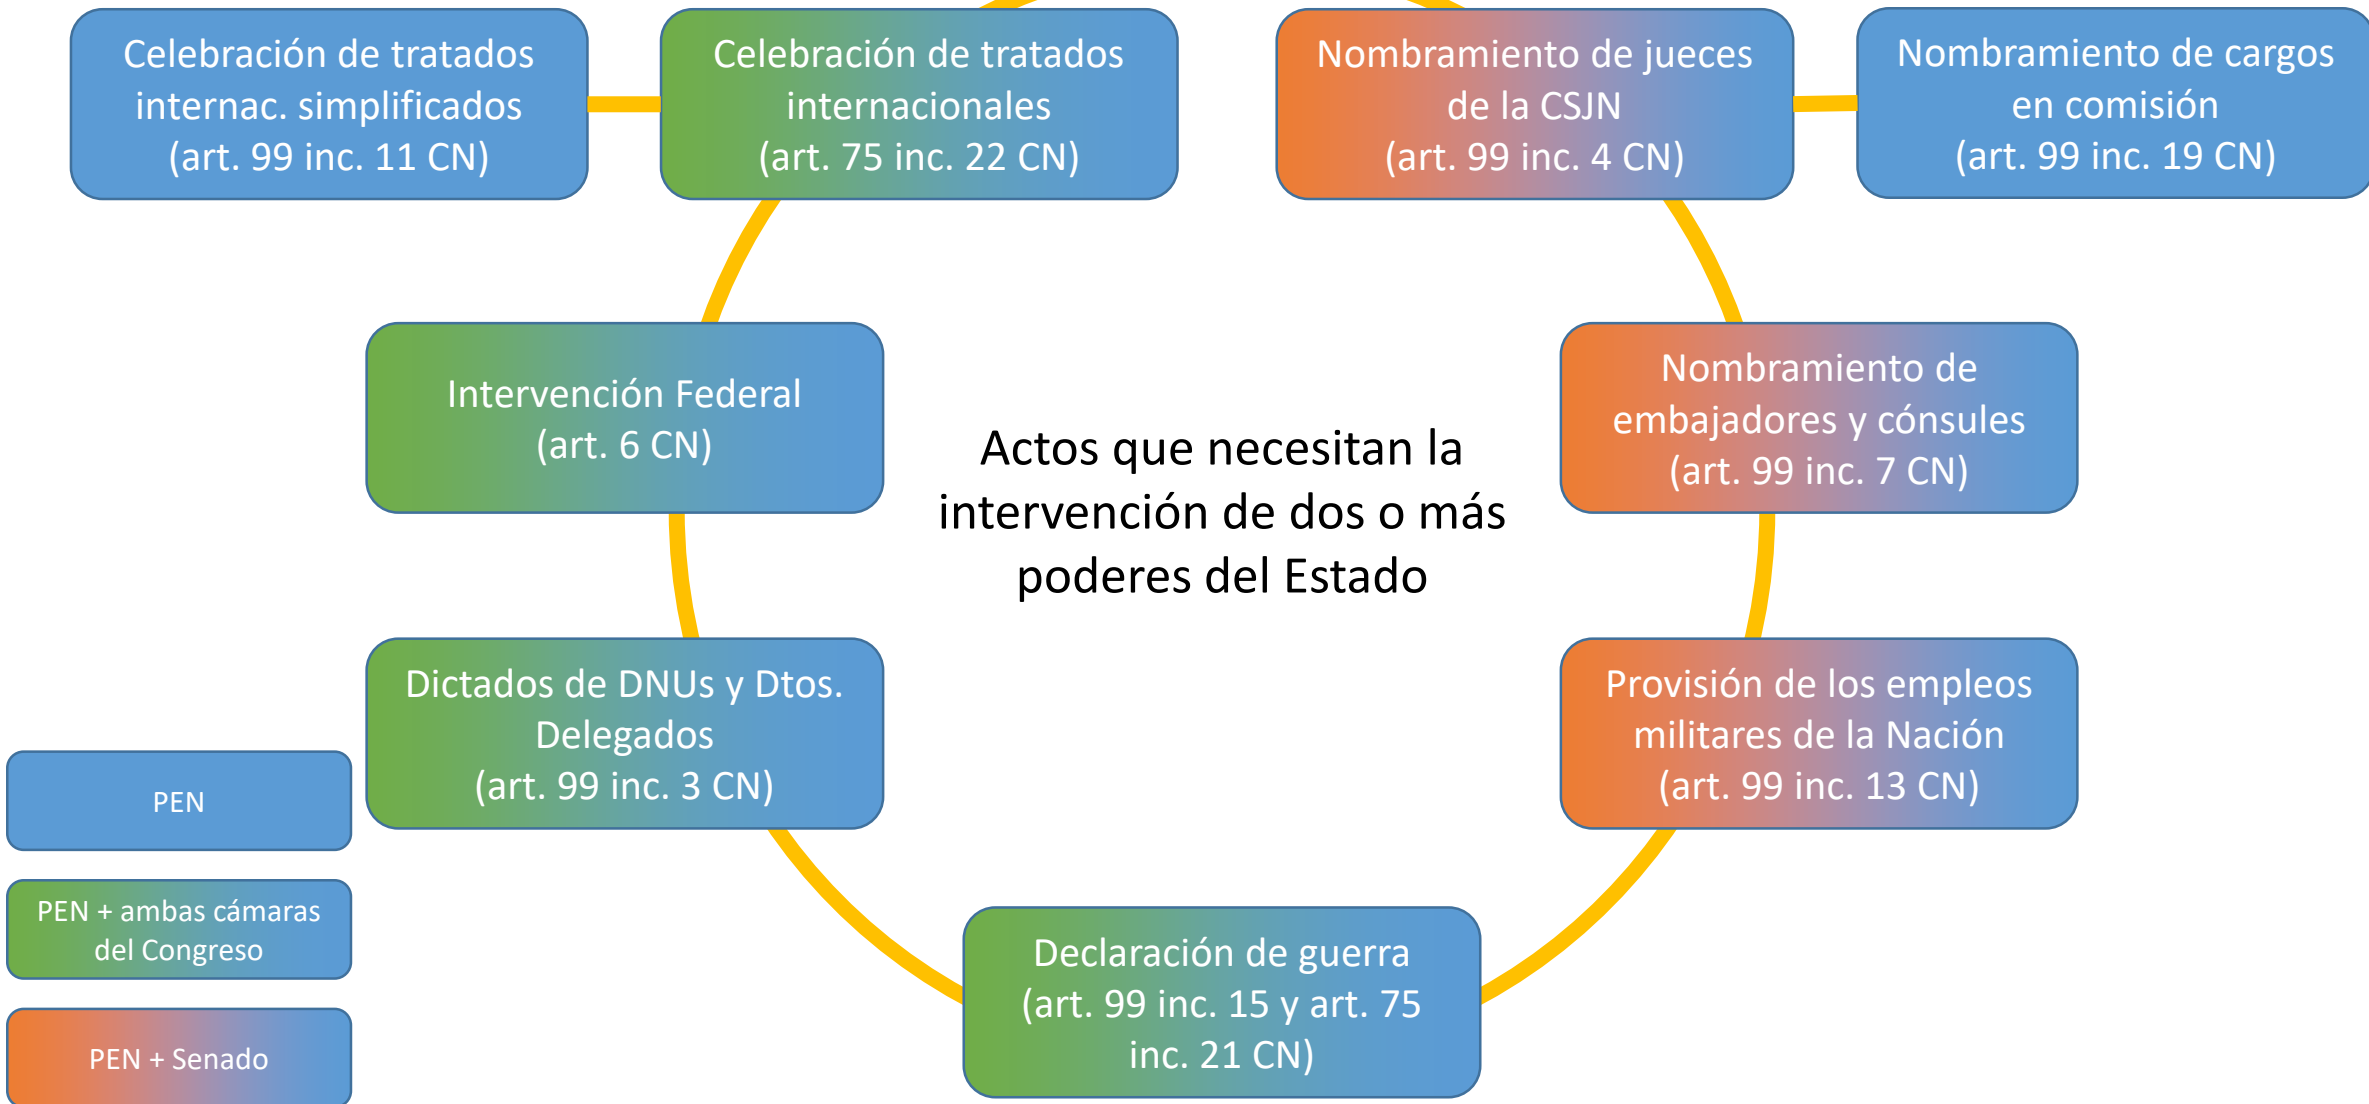 Celebración de tratados
internac. simplificados
(art. 99 inc. 11 CN)
Celebración de tratados
internacionales
(art. 75 inc. 22 CN)
Nombramiento de jueces
de la CSJN
(art. 99 inc. 4 CN)
Nombramiento de cargos
en comisión
(art. 99 inc. 19 CN)
Intervención Federal
(art. 6 CN)
Actos que necesitan la
intervención de dos o más
poderes del Estado
Nombramiento de
embajadores y cónsules
(art. 99 inc. 7 CN)
Dictados de DNUs y Dtos.
Delegados
(art. 99 inc. 3 CN)
Provisión de los empleos
militares de la Nación
(art. 99 inc. 13 CN)
Declaración de guerra
(art. 99 inc. 15 y art. 75
inc. 21 CN)
PEN
PEN + ambas cámaras
del Congreso
PEN + Senado